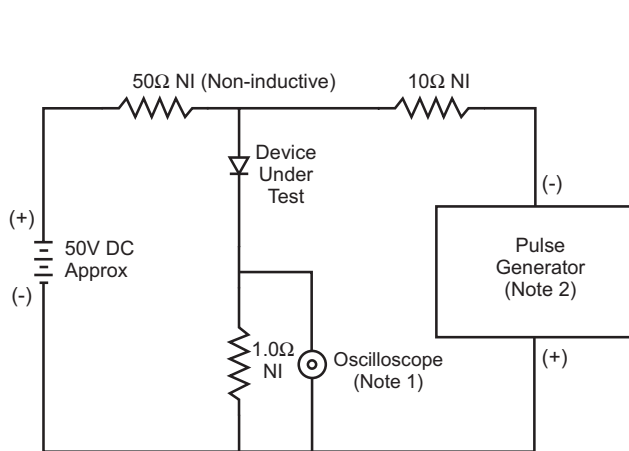 50Ω NI (Non-inductive)
10Ω NI
Device
Under
Test
(-)
(+)
50V DC
Approx
(-)
Pulse
Generator
(Note 2)
1.0Ω
NI
Oscilloscope
(Note 1)
(+)